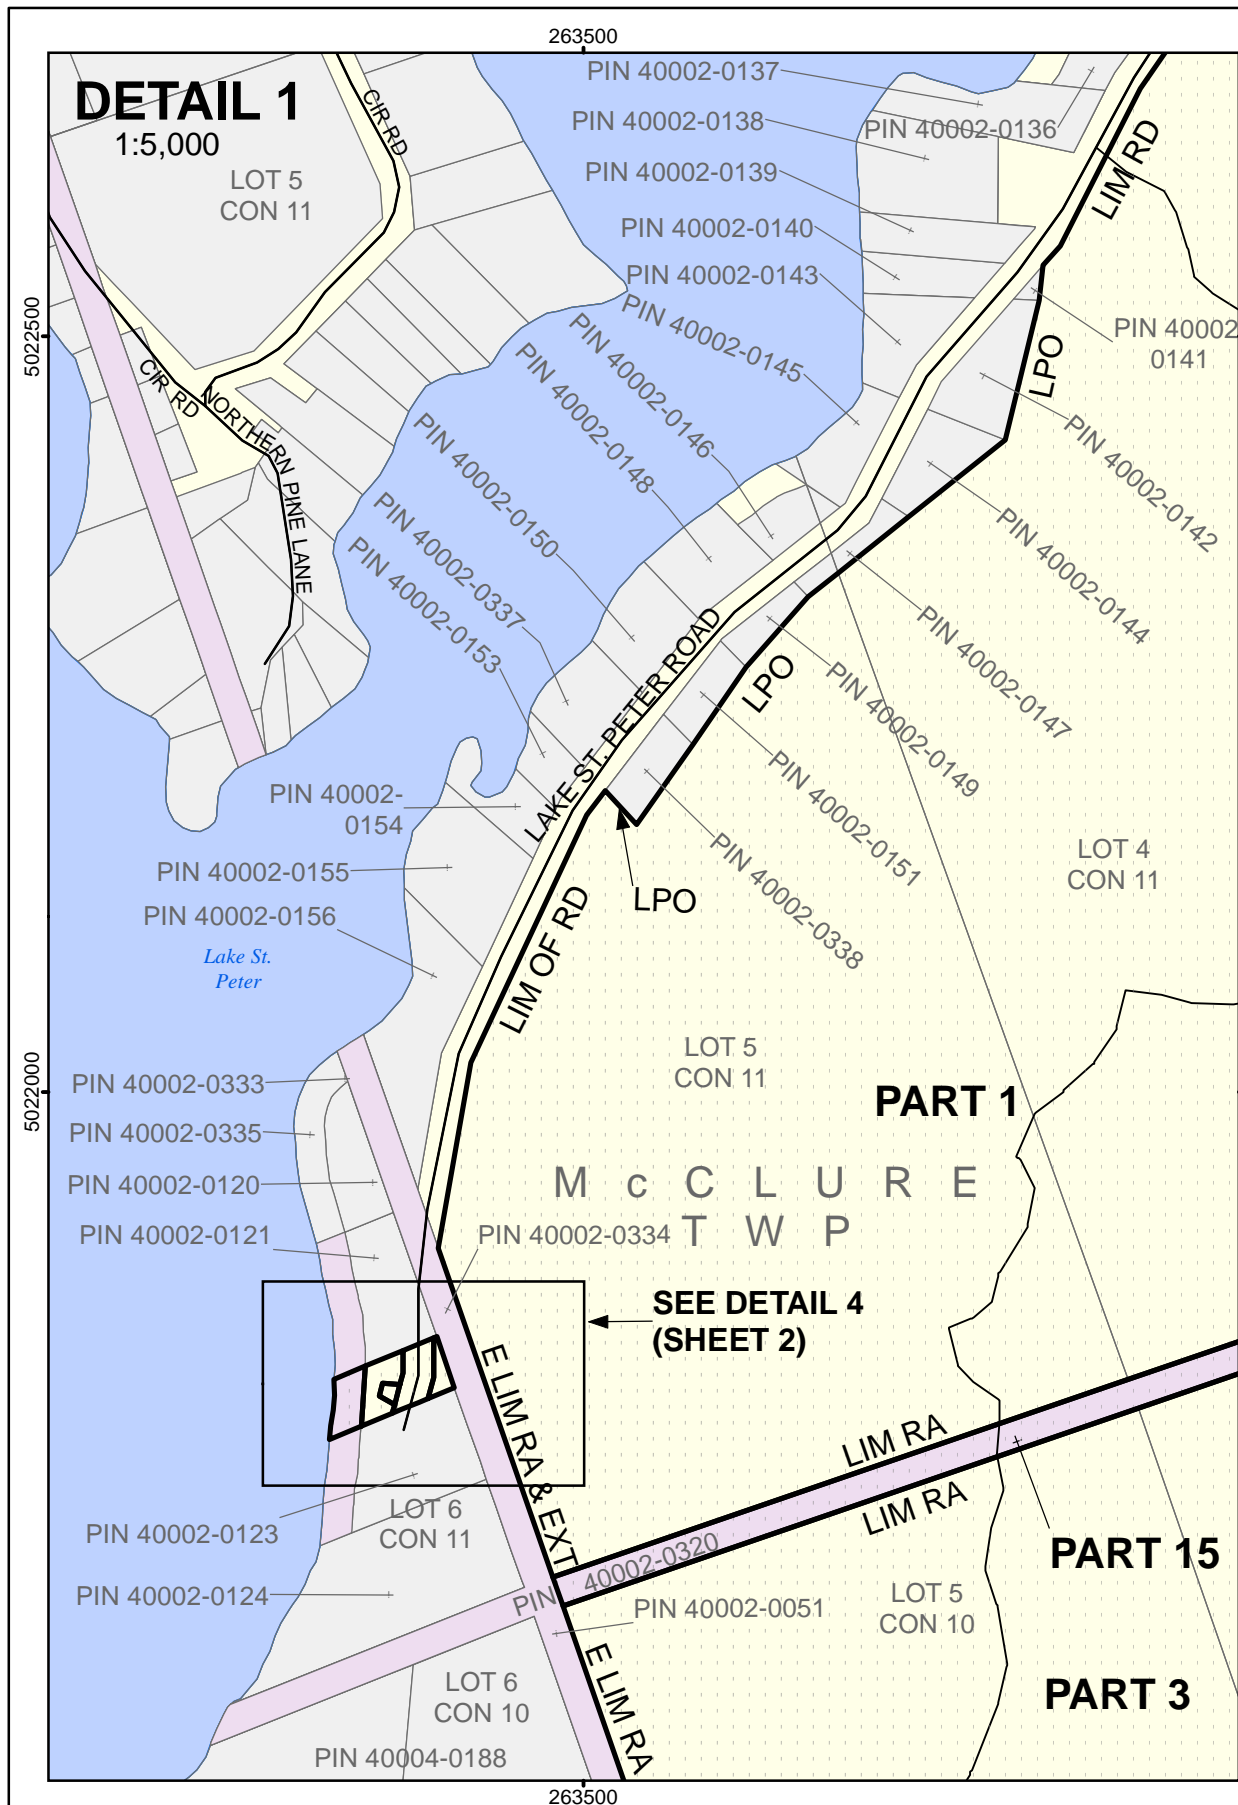 263500
DETAIL 1
1:5,000
CIR RD
LOT 5
CON 11
PIN 40002-0137
PIN 40002-0138
PIN 40002-0136
PIN 40002-0139
LIM RD
PIN 40002-0140
PIN 40002-0143
PIN 40002-0145
PIN 40002-
0141
5022500
LPO
CIR RD
NORTHERN PINE LANE
PIN 40002-0146
PIN 40002-0148
PIN 40002-0150
PIN 40002-0337
PIN 40002-0153
PIN 40002-0142
PIN 40002-0144
PIN 40002-0147
PIN 40002-0149
PIN 40002-0151
PIN 40002-0338
LPO
LAKE ST. PETER ROAD
PIN 40002-
0154
PIN 40002-0155
PIN 40002-0156
LPO
LOT 4
CON 11
Lake St.
Peter
LIM OF RD
LOT 5
CON 11
PIN 40002-0333
5022000
PART 1
PIN 40002-0335
PIN 40002-0120
McCLURE
TWP
PIN 40002-0121
PIN 40002-0334
SEE DETAIL 4
(SHEET 2)
E LIM RA & EXT
LIM RA
LIM RA
LOT 6
CON 11
PIN 40002-0123
PART 15
PIN 40002-0320
PIN 40002-0124
PIN 40002-0051
LOT 5
CON 10
E LIM RA
LOT 6
CON 10
PART 3
PIN 40004-0188
263500